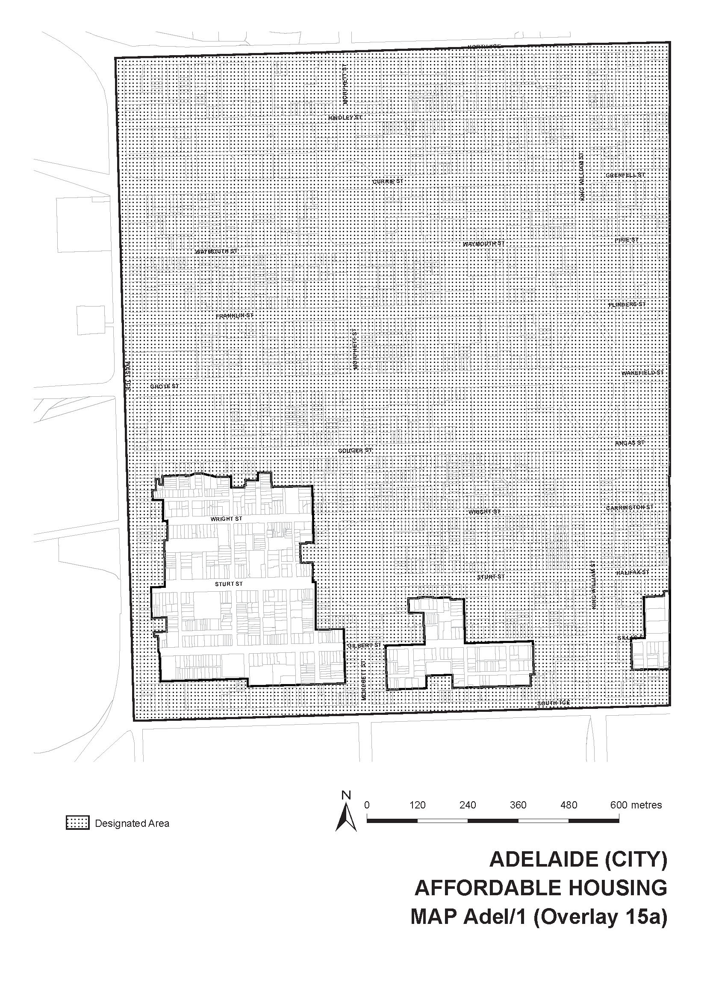 NORTH TCE
MORPHETT ST
HINDLEY ST
KING WILLIAM ST
GRENFELL ST
CURRIE ST
PIRIE ST
WAYMOUTH ST
WAYMOUTH ST
FLINDERS ST
FRANKLIN ST
MORPHETT ST
WEST TCE
WAKEFIELD ST
GROTE ST
ANGAS ST
GOUGER ST
CARRINGTON ST
WRIGHT ST
WRIGHT ST
HALIFAX ST
KING WILLIAM ST
STURT ST
STURT ST
GILLES S
GILBERT ST
MORPHETT ST
SOUTH TCE
N
0 120 240 360 480 600 metres
Designated Area
ADELAIDE (CITY)
AFFORDABLE HOUSING
MAP Adel/1 (Overlay 15a)